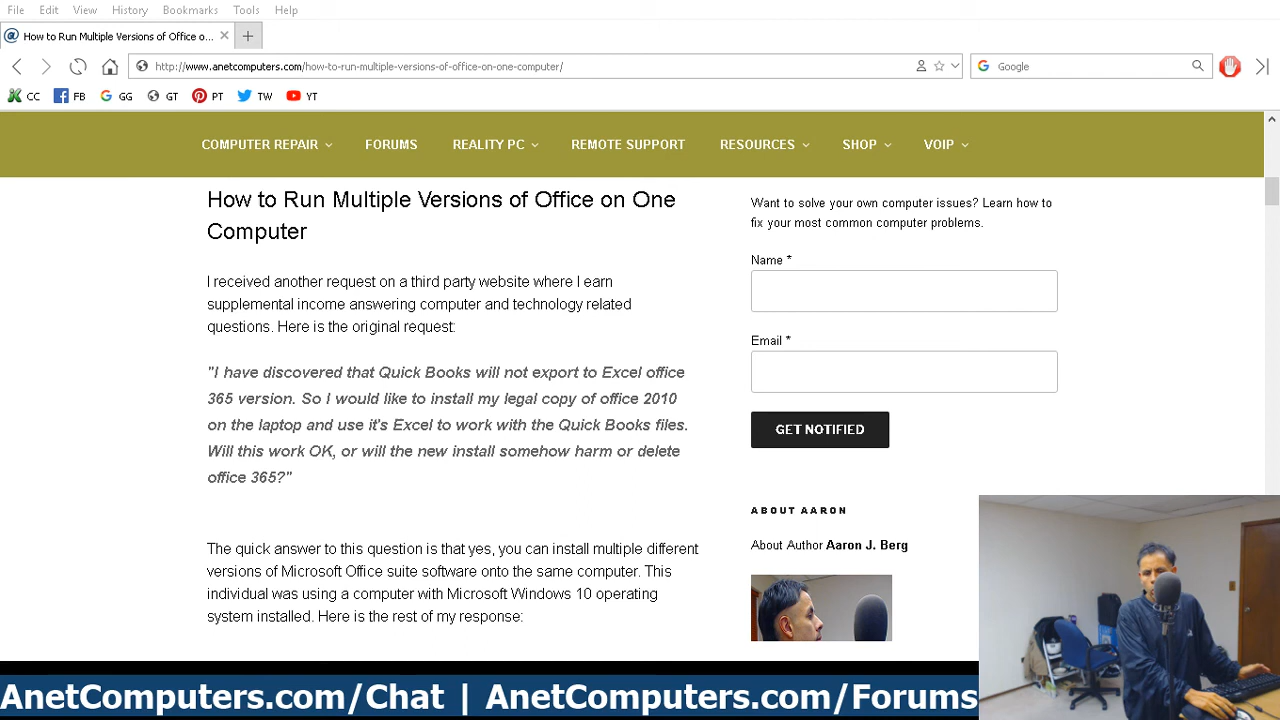 File Edit View History Bookmarks Tools Help
How to Run Multiple Versions of Office o...
http://www.anetcomputers.com/how-to-run-multiple-versions-of-office-on-one-computer/
Google
CC FB GG GT PT TW YT
COMPUTER REPAIR FORUMS REALITY PC REMOTE SUPPORT RESOURCES SHOP VOIP
How to Run Multiple Versions of Office on One
Computer
I received another request on a third party website where I earn
supplemental income answering computer and technology related
questions. Here is the original request:
"I have discovered that Quick Books will not export to Excel office
365 version. So I would like to install my legal copy of office 2010
on the laptop and use it's Excel to work with the Quick Books files.
Will this work OK, or will the new install somehow harm or delete
office 365?"
The quick answer to this question is that yes, you can install multiple different
versions of Microsoft Office suite software onto the same computer. This
individual was using a computer with Microsoft Windows 10 operating
system installed. Here is the rest of my response:
Want to solve your own computer issues? Learn how to
fix your most common computer problems.
Name *
Email *
GET NOTIFIED
ABOUT AARON
About Author Aaron J. Berg
AnetComputers.com/Chat | AnetComputers.com/Forums